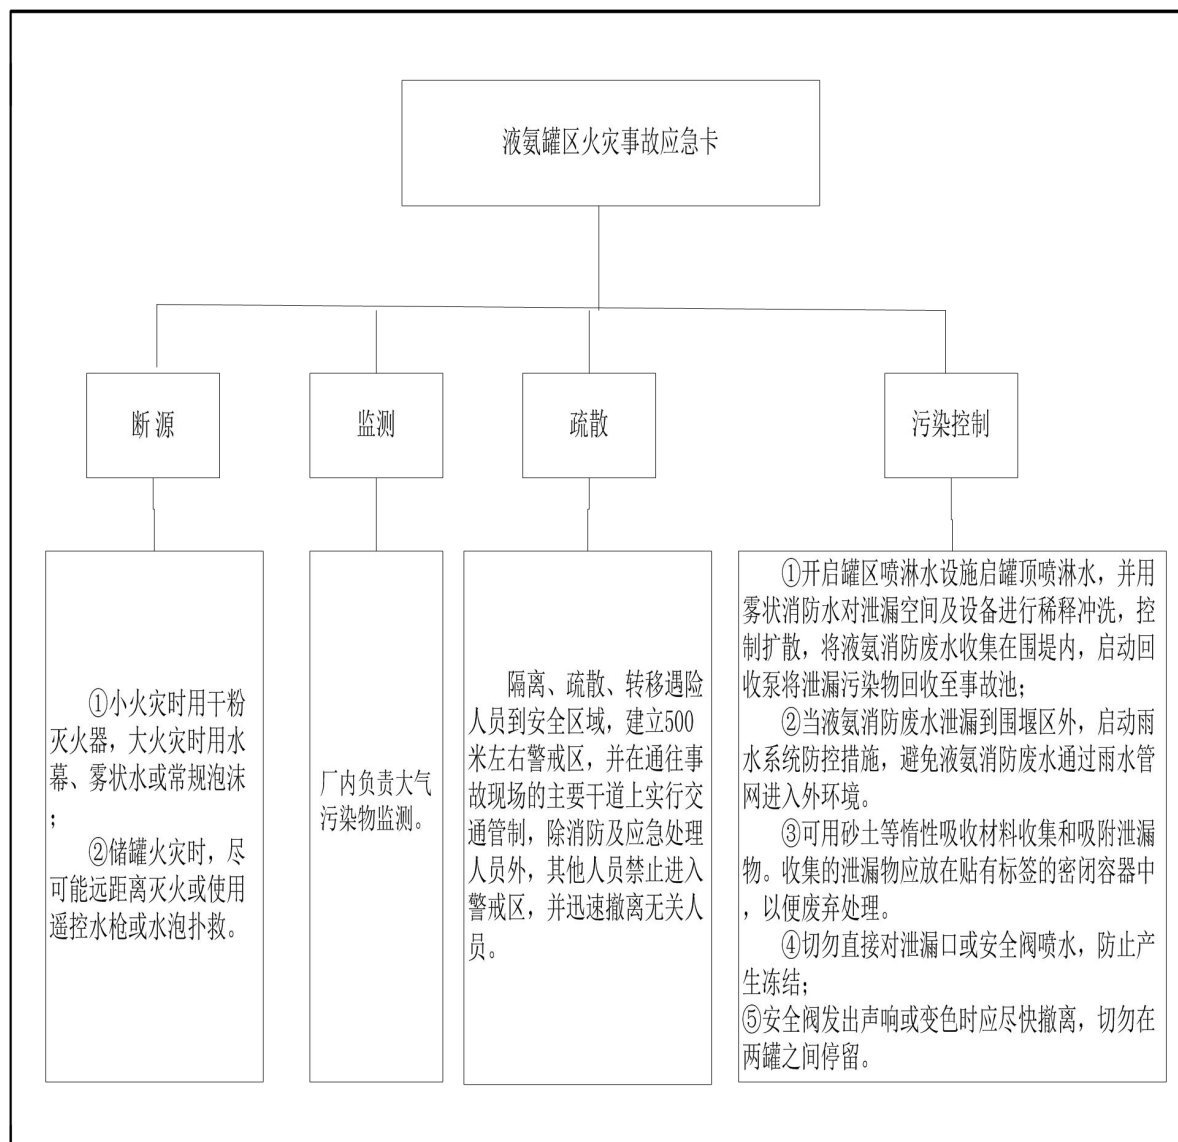 液氨罐区火灾事故应急卡
断 源
监测
疏散
污染控制
①小火灾时用干粉
灭火器，大火灾时用水
幕、雾状水或常规泡沫
；
②储罐火灾时，尽
可能远距离灭火或使用
遥控水枪或水泡扑救。
厂内负责大气
污染物监测。
隔离、疏散、转移遇险
人员到安全区域，建立500
米左右警戒区，并在通往事
故现场的主要干道上实行交
通管制，除消防及应急处理
人员外，其他人员禁止进入
警戒区，并迅速撤离无关人
员。
①开启罐区喷淋水设施启罐顶喷淋水，并用
雾状消防水对泄漏空间及设备进行稀释冲洗，控
制扩散，将液氨消防废水收集在围堤内，启动回
收泵将泄漏污染物回收至事故池；
②当液氨消防废水泄漏到围堰区外，启动雨
水系统防控措施，避免液氨消防废水通过雨水管
网进入外环境。
③可用砂土等惰性吸收材料收集和吸附泄漏
物。收集的泄漏物应放在贴有标签的密闭容器中
，以便废弃处理。
④切勿直接对泄漏口或安全阀喷水，防止产
生冻结；
⑤安全阀发出声响或变色时应尽快撤离，切勿在
两罐之间停留。